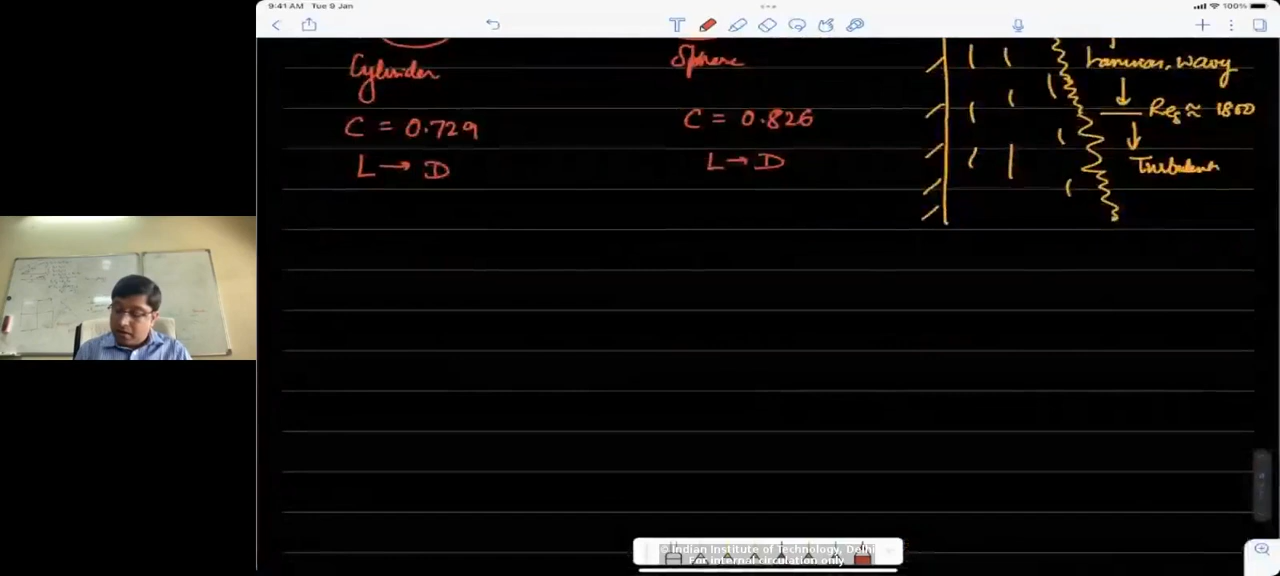 9:41 AM Tue 9 Jan
100%
T
Cylinder
C = 0.729
L → D
Sphere
C = 0.826
L → D
Laminar, wavy
Reδ ≈ 1800
Turbulent
© Indian Institute of Technology, Delhi
For internal circulation only